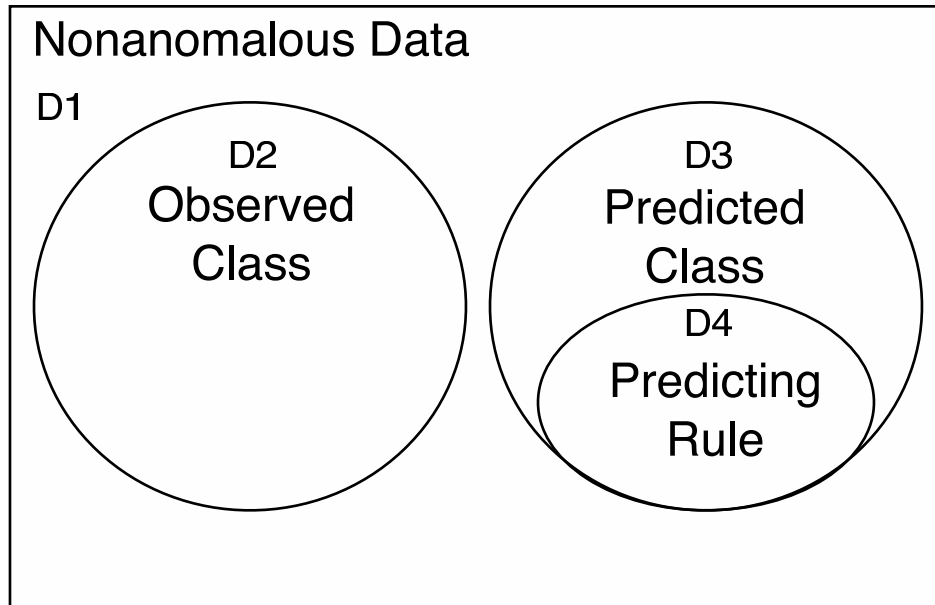 Nonanomalous Data
D1
D2
Observed
Class
D3
Predicted
Class
D4
Predicting
Rule